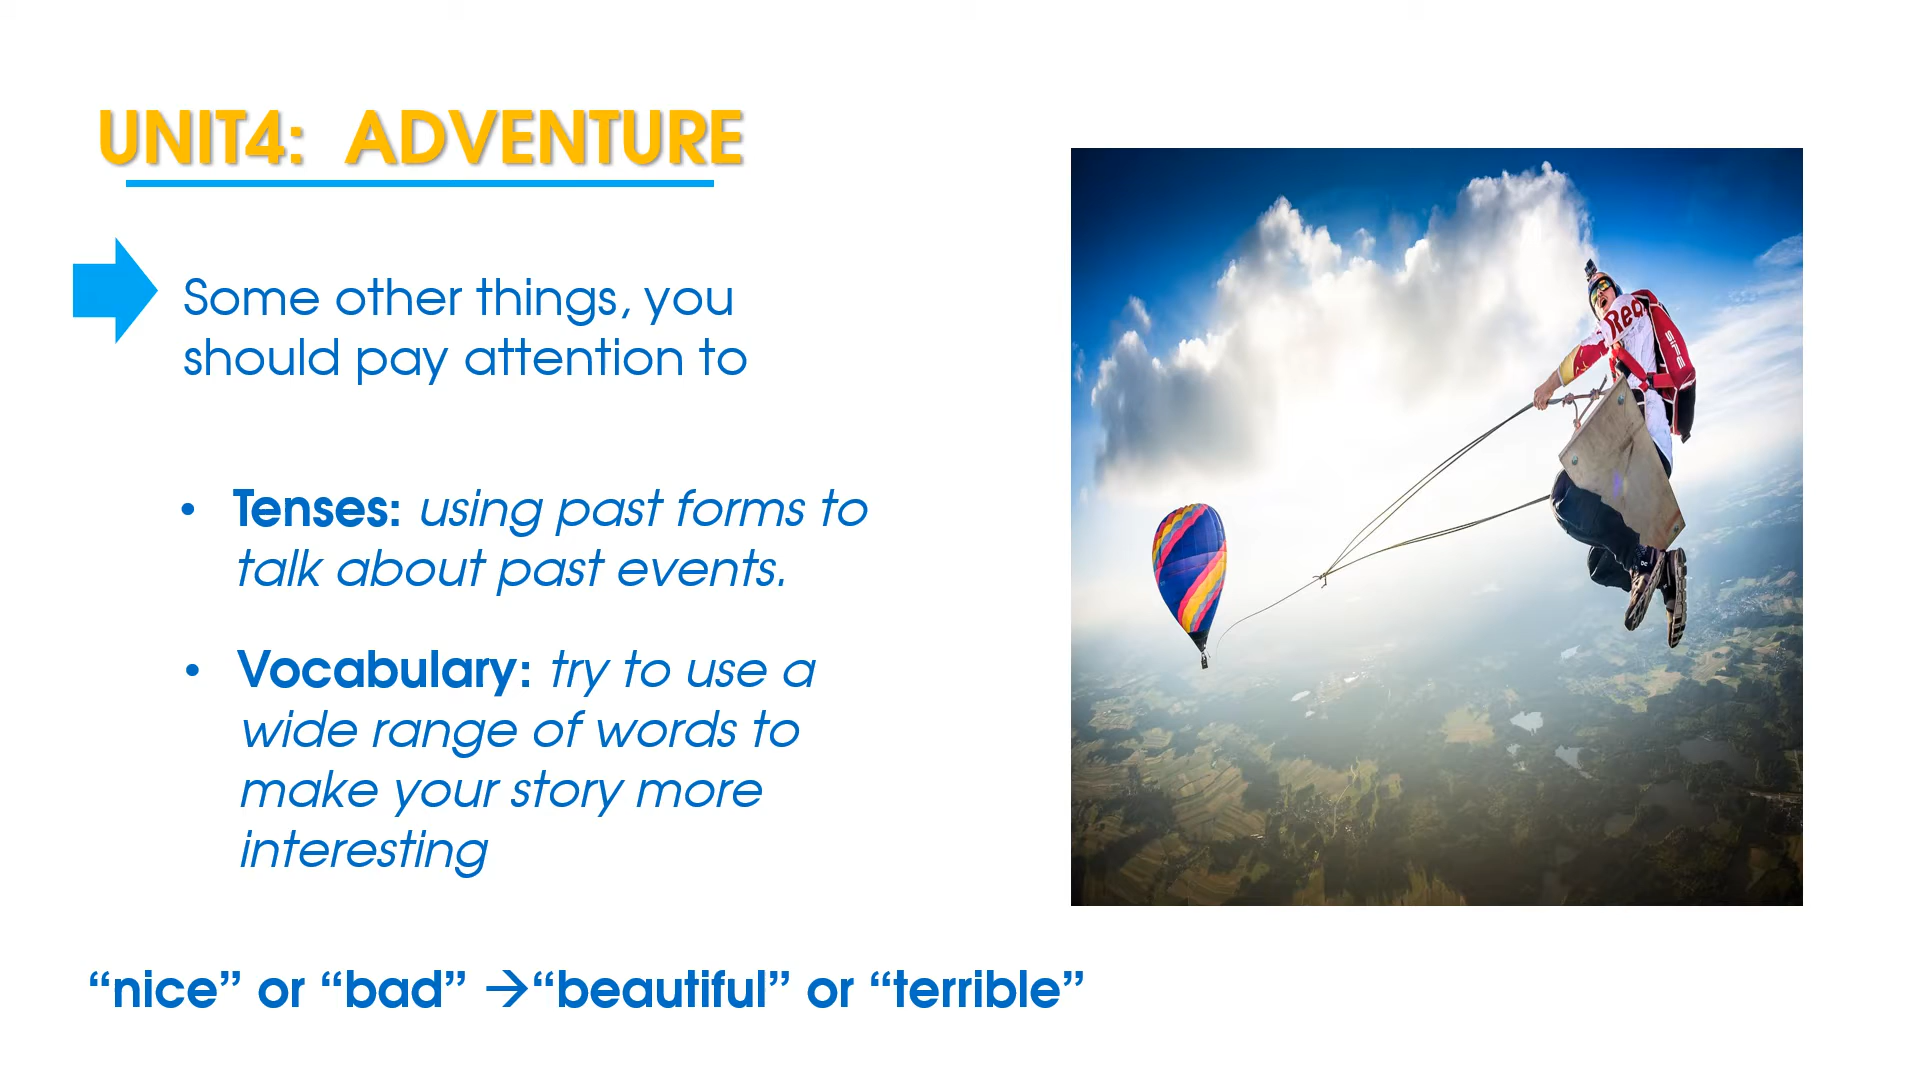 UNIT4: ADVENTURE
Some other things, you
should pay attention to
• Tenses: using past forms to
talk about past events.
• Vocabulary: try to use a
wide range of words to
make your story more
interesting
“nice” or “bad” →“beautiful” or “terrible”
Red